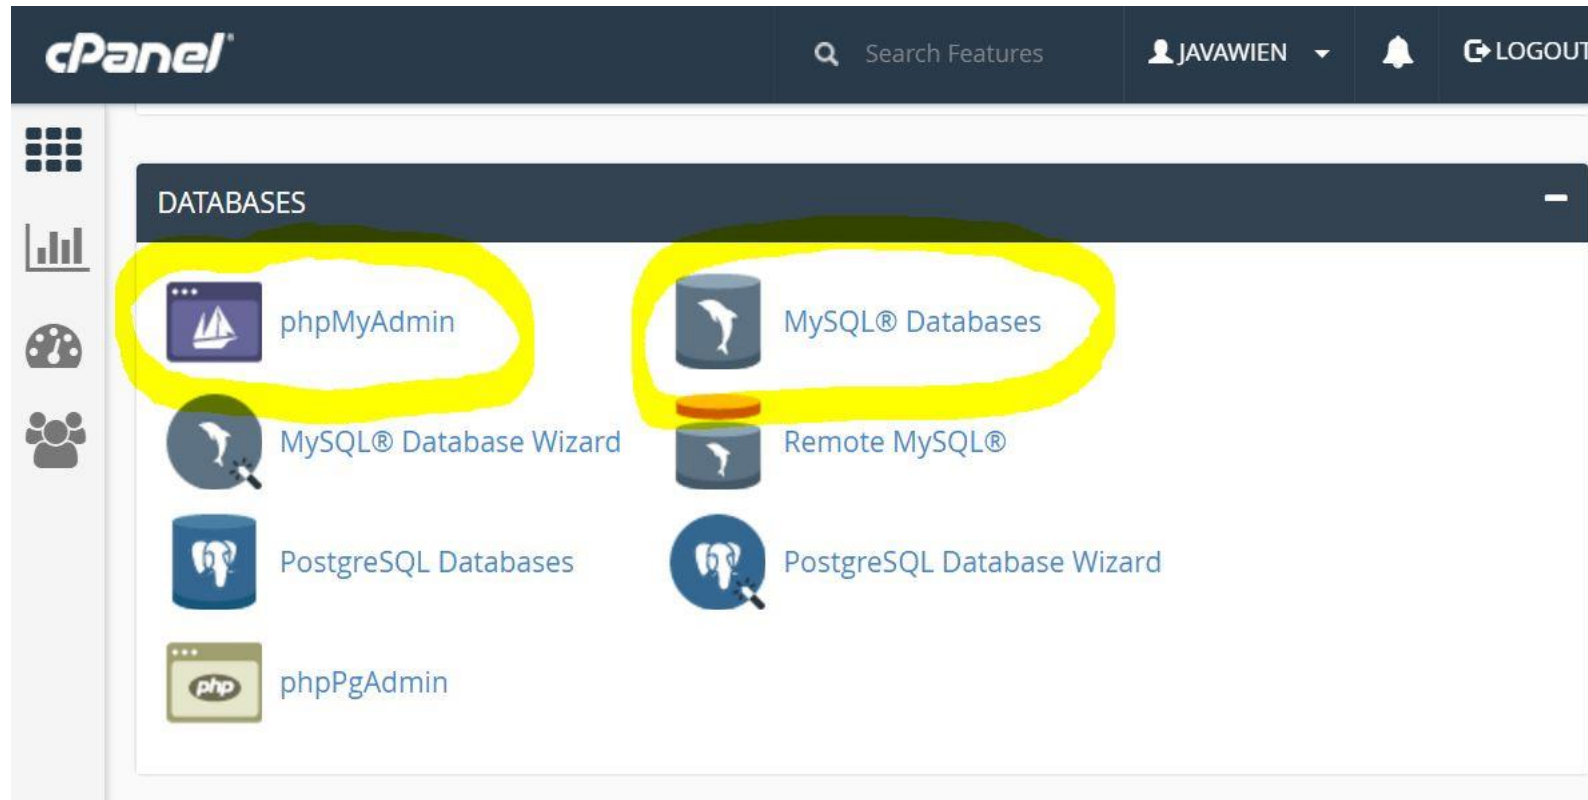 cPanel
Search Features
JAVAWIEN
LOGOUT
DATABASES
phpMyAdmin
MySQL® Databases
MySQL® Database Wizard
Remote MySQL®
PostgreSQL Databases
PostgreSQL Database Wizard
php
phpPgAdmin